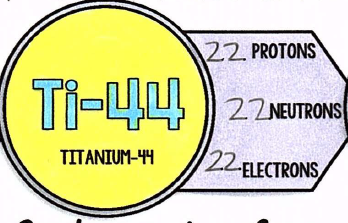 Ti-44
TITANIUM-44
22 PROTONS
22 NEUTRONS
22 ELECTRONS